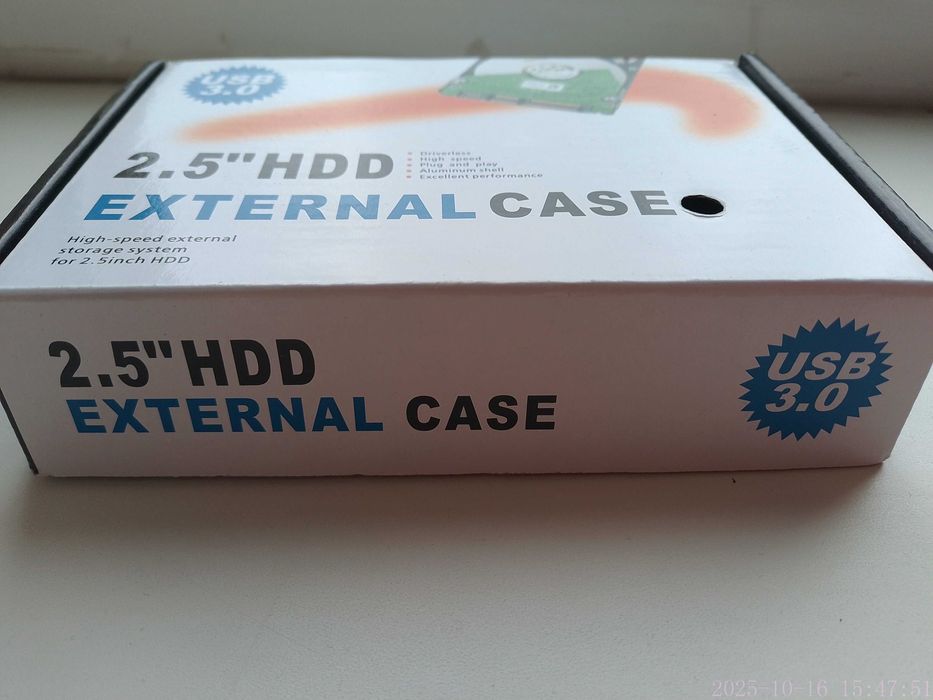 USB
3.0
2.5"HDD
Driverless
High speed
Plug and play
Aluminum shell
Excellent performance
EXTERNAL CASE
High-speed external
storage system
for 2.5inch HDD
2.5"HDD
EXTERNAL CASE
USB
3.0
2025-10-16 15:47:51